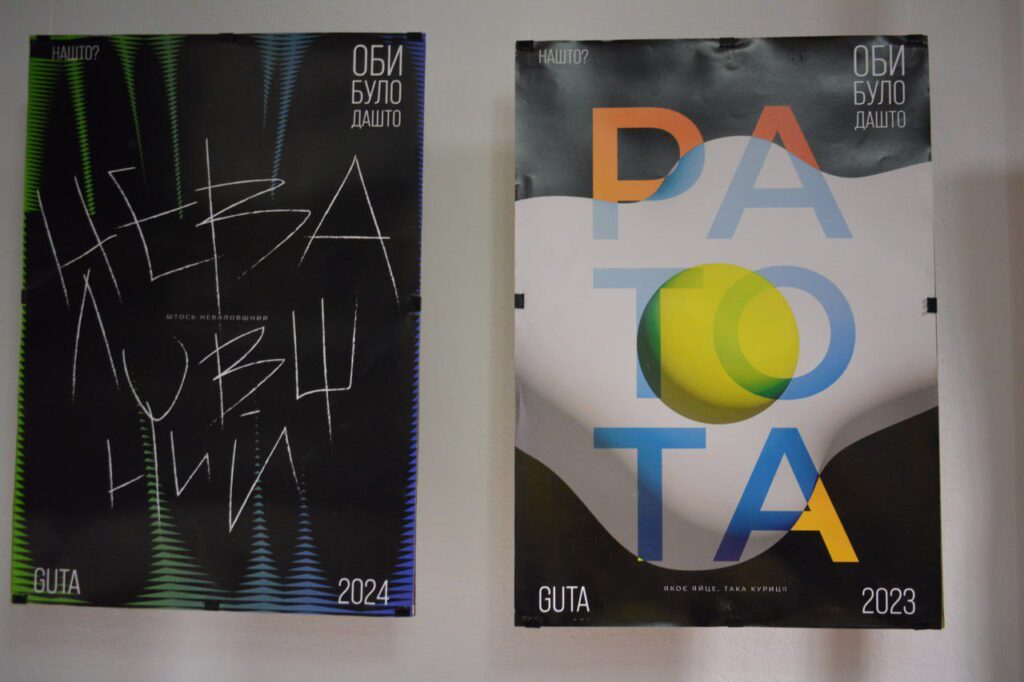 НАШТО?
ОБИ
БУЛО
ДАШТО
НЕВА
ШТОСЬ НЕВАЛОВШНИЙ
ЛОВШ
НИЙ
GUTA
2024
НАШТО?
ОБИ
БУЛО
ДАШТО
РА
ТО
ТА
ЯКОЄ ЯЙЦЕ, ТАКА КУРИЦЯ
GUTA
2023